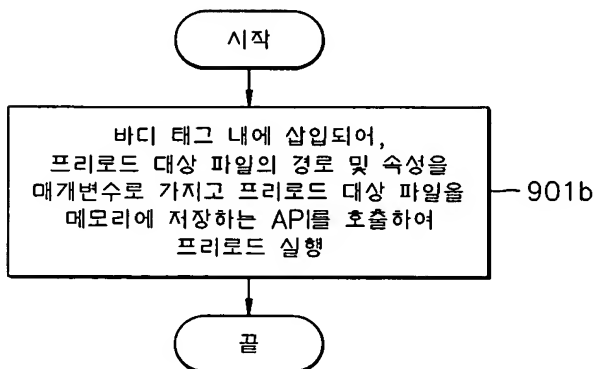 시작
바디 태그 내에 삽입되어,
프리로드 대상 파일의 경로 및 속성을
매개변수로 가지고 프리로드 대상 파일을
메모리에 저장하는 API를 호출하여
프리로드 실행
901b
끝